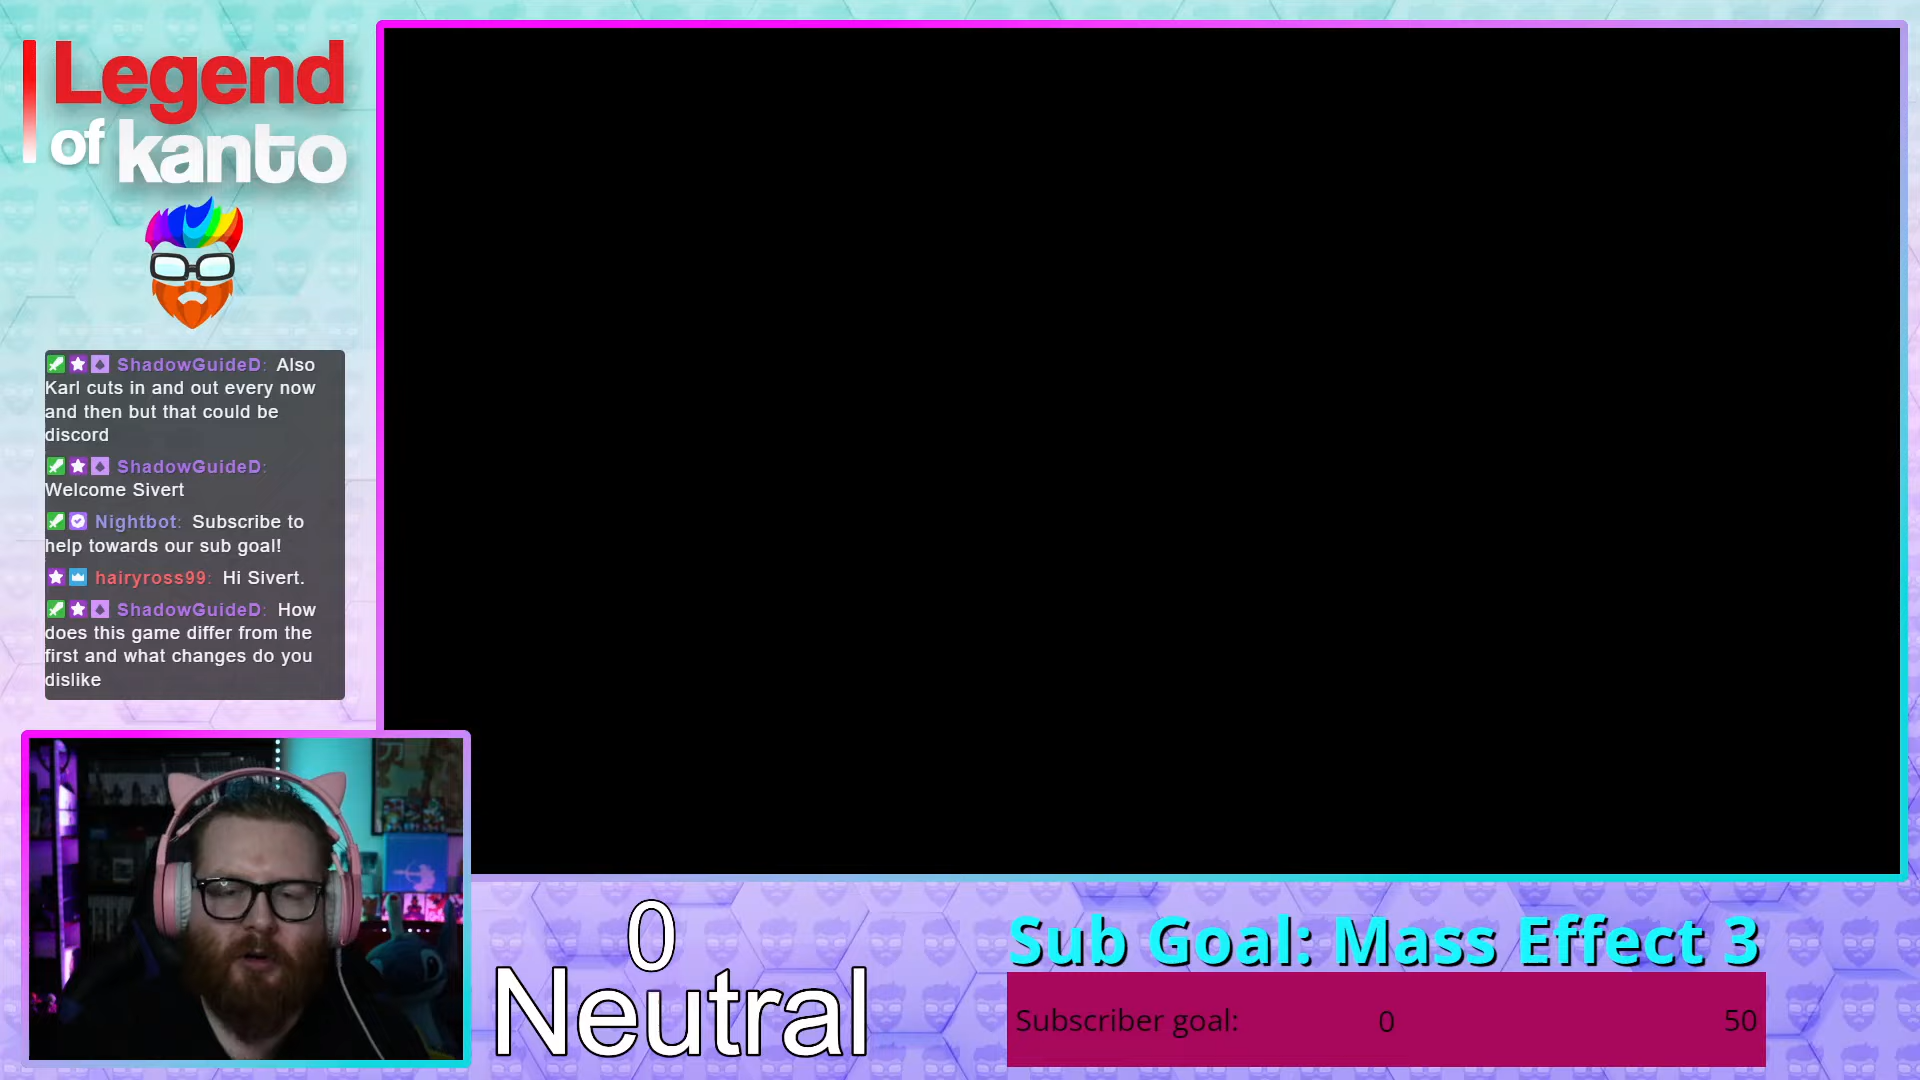 Legend
of kanto
ShadowGuideD: Also
Karl cuts in and out every now
and then but that could be
discord
ShadowGuideD:
Welcome Sivert
Nightbot: Subscribe to
help towards our sub goal!
hairyross99: Hi Sivert.
ShadowGuideD: How
does this game differ from the
first and what changes do you
dislike
0
Neutral
Sub Goal: Mass Effect 3
Subscriber goal: 0 50